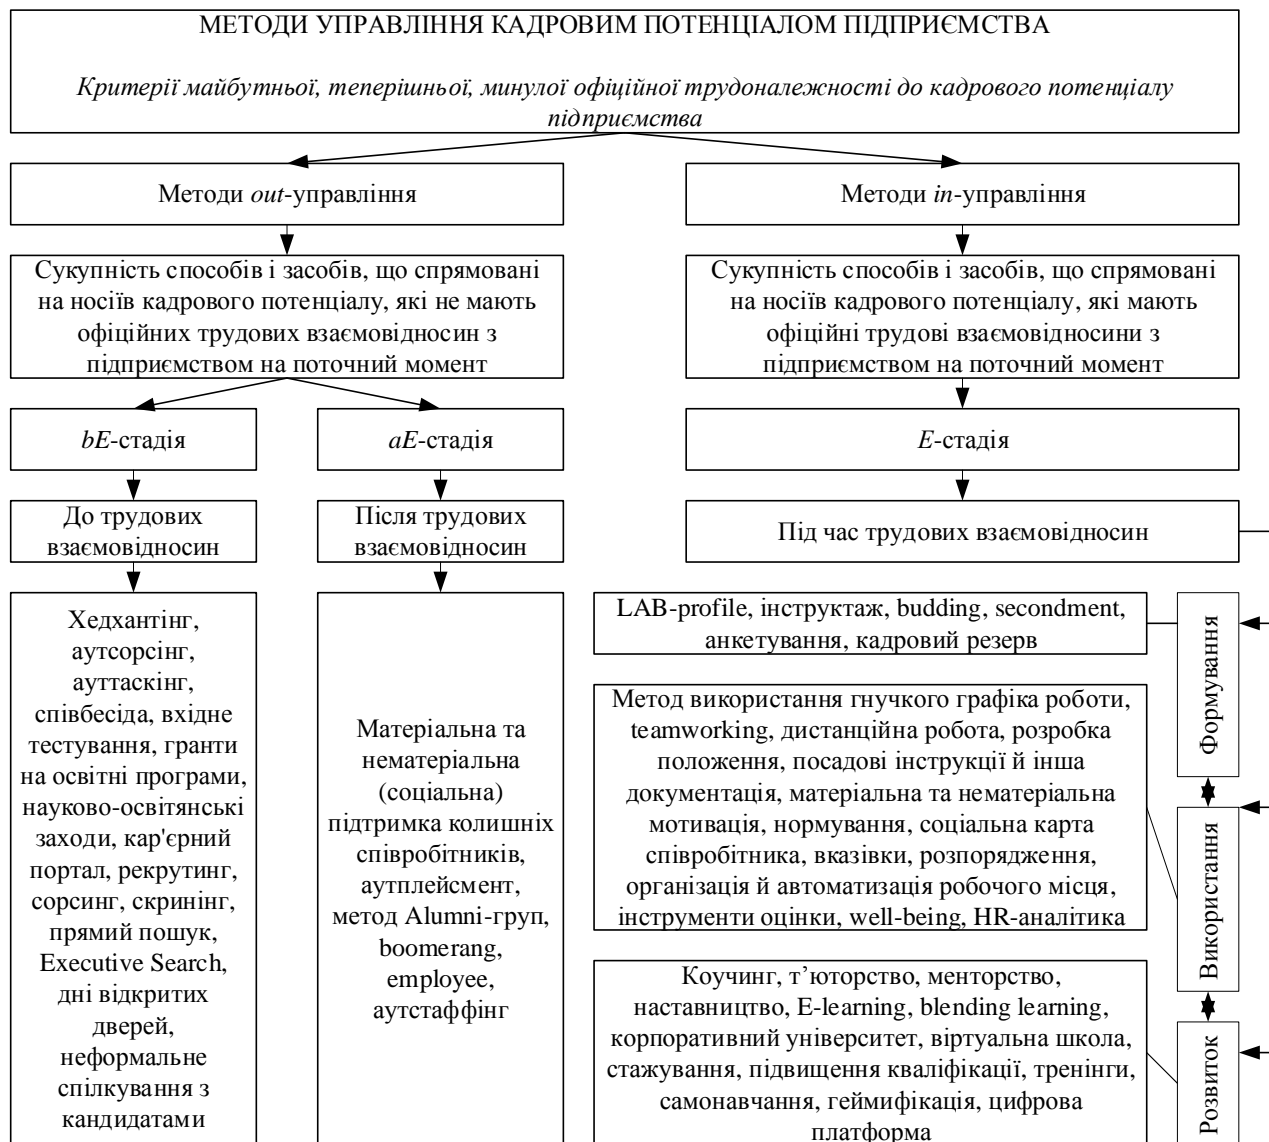 МЕТОДИ УПРАВЛІННЯ КАДРОВИМ ПОТЕНЦІАЛОМ ПІДПРИЄМСТВА
Критерії майбутньої, теперішньої, минулої офіційної трудоналежності до кадрового потенціалу
підприємства
Методи out-управління
Методи in-управління
Сукупність способів і засобів, що спрямовані
на носіїв кадрового потенціалу, які не мають
офіційних трудових взаємовідносин з
підприємством на поточний момент
Сукупність способів і засобів, що спрямовані
на носіїв кадрового потенціалу, які мають
офіційні трудові взаємовідносини з
підприємством на поточний момент
bE-стадія
aE-стадія
E-стадія
До трудових
взаємовідносин
Після трудових
взаємовідносин
Під час трудових взаємовідносин
Хедхантінг,
аутсорсінг,
ауттаскінг,
співбесіда, вхідне
тестування, гранти
на освітні програми,
науково-освітянські
заходи, кар'єрний
портал, рекрутинг,
сорсинг, скринінг,
прямий пошук,
Executive Search,
дні відкритих
дверей,
неформальне
спілкування з
кандидатами
Матеріальна та
нематеріальна
(соціальна)
підтримка колишніх
співробітників,
аутплейсмент,
метод Alumni-груп,
boomerang,
employee,
аутстаффінг
LAB-profile, інструктаж, budding, secondment,
анкетування, кадровий резерв
Формування
Метод використання гнучкого графіка роботи,
teamworking, дистанційна робота, розробка
положення, посадові інструкції й інша
документація, матеріальна та нематеріальна
мотивація, нормування, соціальна карта
співробітника, вказівки, розпорядження,
організація й автоматизація робочого місця,
інструменти оцінки, well-being, HR-аналітика
Використання
Коучинг, т’юторство, менторство,
наставництво, E-learning, blending learning,
корпоративний університет, віртуальна школа,
стажування, підвищення кваліфікації, тренінги,
самонавчання, геймифікація, цифрова
платформа
Розвиток